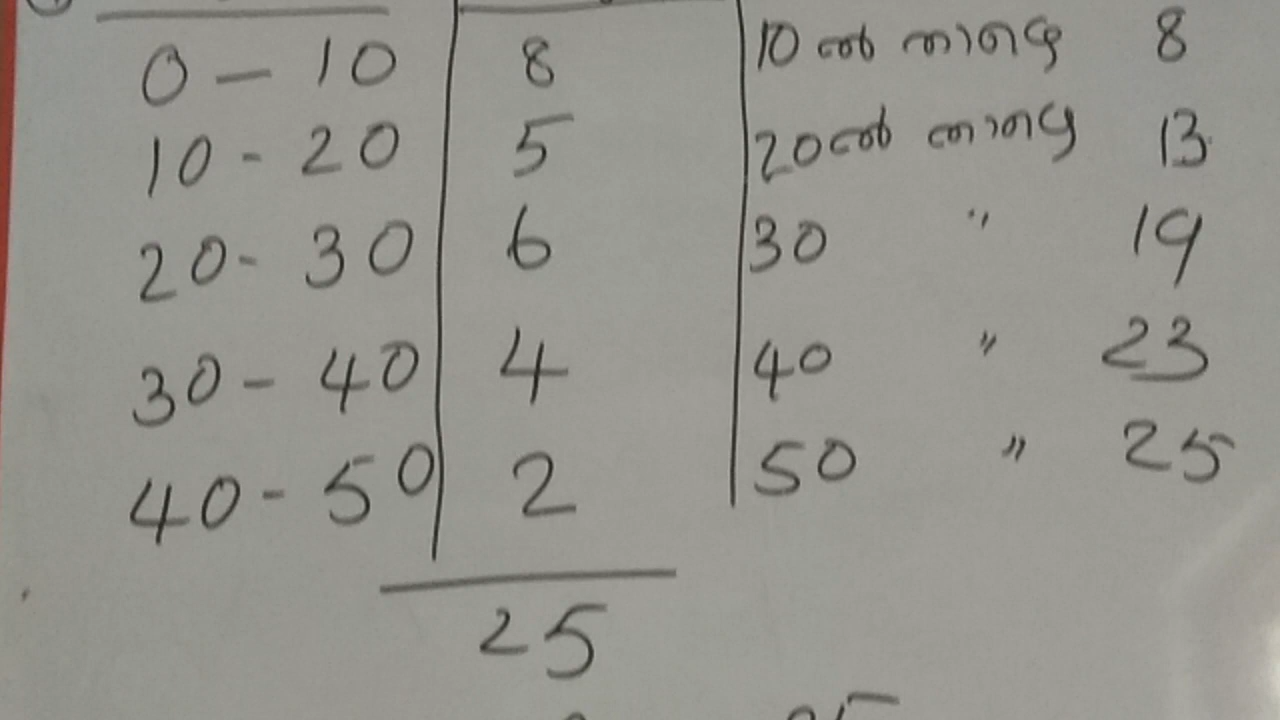 0 - 10 8 10ൽ താഴെ 8
10 - 20 5 20ൽ താഴെ 13
20 - 30 6 30 " 19
30 - 40 4 40 " 23
40 - 50 2 50 " 25
25